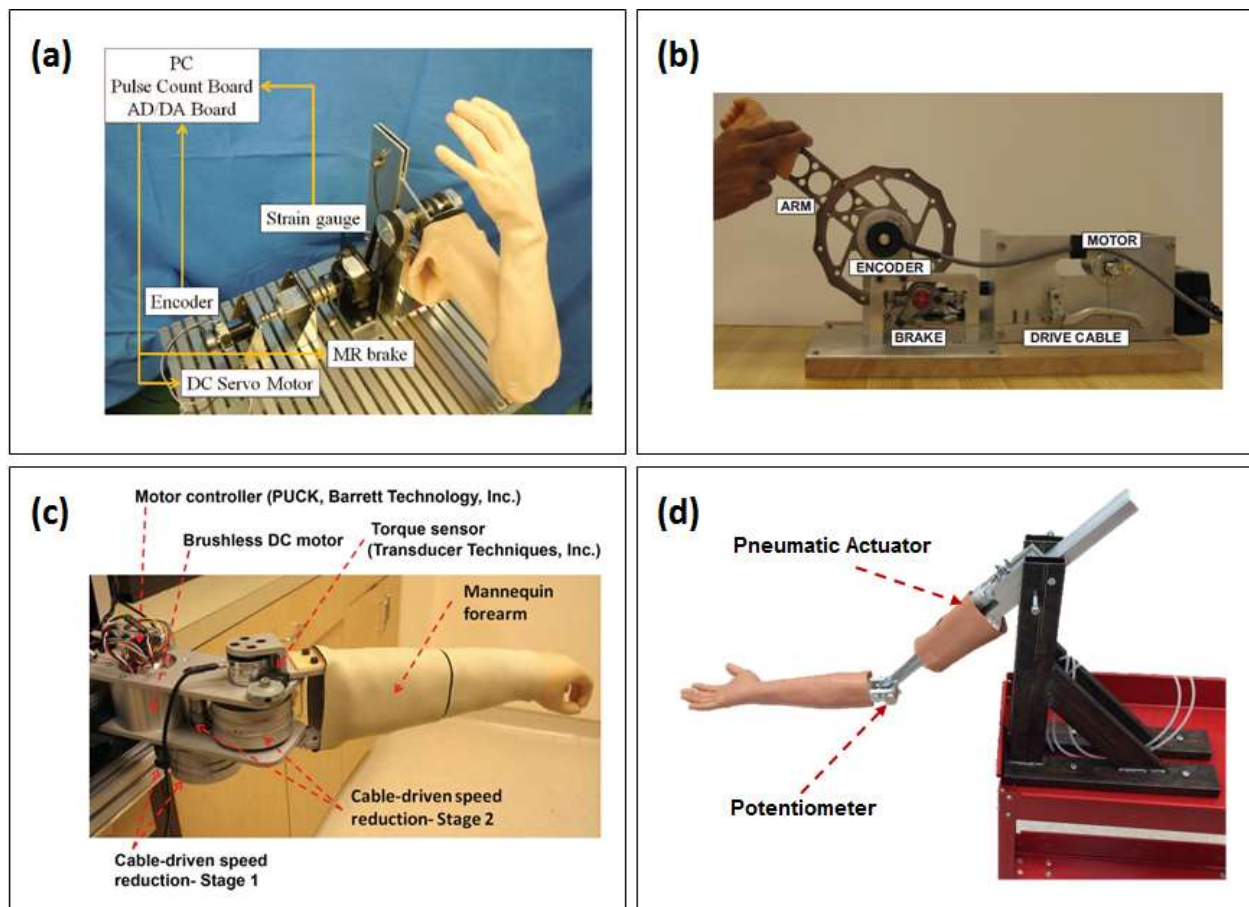 (a)
PC
Pulse Count Board
AD/DA Board
Strain gauge
Encoder
MR brake
DC Servo Motor
(b)
ARM
ENCODER
MOTOR
BRAKE
DRIVE CABLE
(c)
Motor controller (PUCK, Barrett Technology, Inc.)
Brushless DC motor
Torque sensor
(Transducer Techniques, Inc.)
Mannequin
forearm
Cable-driven speed
reduction- Stage 2
Cable-driven speed
reduction- Stage 1
(d)
Pneumatic Actuator
Potentiometer